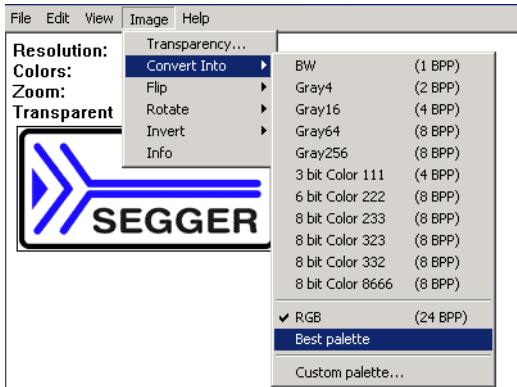 File Edit View Image Help
Resolution:
Colors:
Zoom:
Transparent
Transparency...
Convert Into
Flip
Rotate
Invert
Info
BW (1 BPP)
Gray4 (2 BPP)
Gray16 (4 BPP)
Gray64 (8 BPP)
Gray256 (8 BPP)
3 bit Color 111 (4 BPP)
6 bit Color 222 (8 BPP)
8 bit Color 233 (8 BPP)
8 bit Color 323 (8 BPP)
8 bit Color 332 (8 BPP)
8 bit Color 8666 (8 BPP)
RGB (24 BPP)
Best palette
Custom palette...
SEGGER